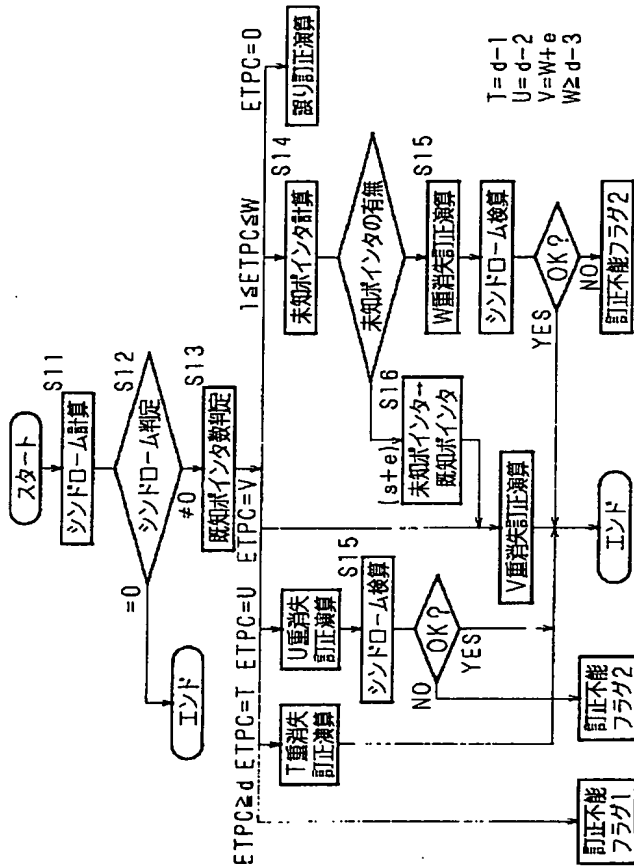 スタート
S11
シンドローム計算
S12
シンドローム判定
=0
≠0
エンド
S13
既知ポインタ数判定
ETPC≧d
ETPC=T
ETPC=U
ETPC=V
1≦ETPC≦W
ETPC=0
訂正不能
フラグ1
T重消失
訂正演算
U重消失
訂正演算
S15
シンドローム検算
OK?
NO
YES
訂正不能
フラグ2
S14
未知ポインタ計算
未知ポインタの有無
(s+e)
S16
未知ポインター→
既知ポインタ
V重消失訂正演算
エンド
S15
W重消失訂正演算
シンドローム検算
OK?
YES
NO
訂正不能フラグ2
誤り訂正演算
T=d-1
U=d-2
V=W+e
W≧d-3